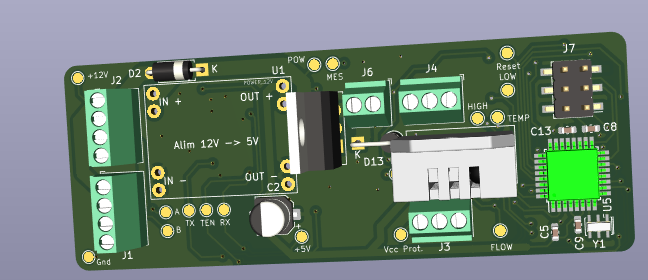 +12V
J2
D2
K
U1
POWER_12V
IN +
OUT +
Alim 12V -> 5V
IN -
OUT -
C2
A
B
TX
TEN
RX
J1
Gnd
+
+5V
POW
MES
J6
J4
K
D13
HIGH
TEMP
Reset
LOW
J7
C13
C8
U5
C5
C9
Y1
Vcc Prot.
J3
FLOW